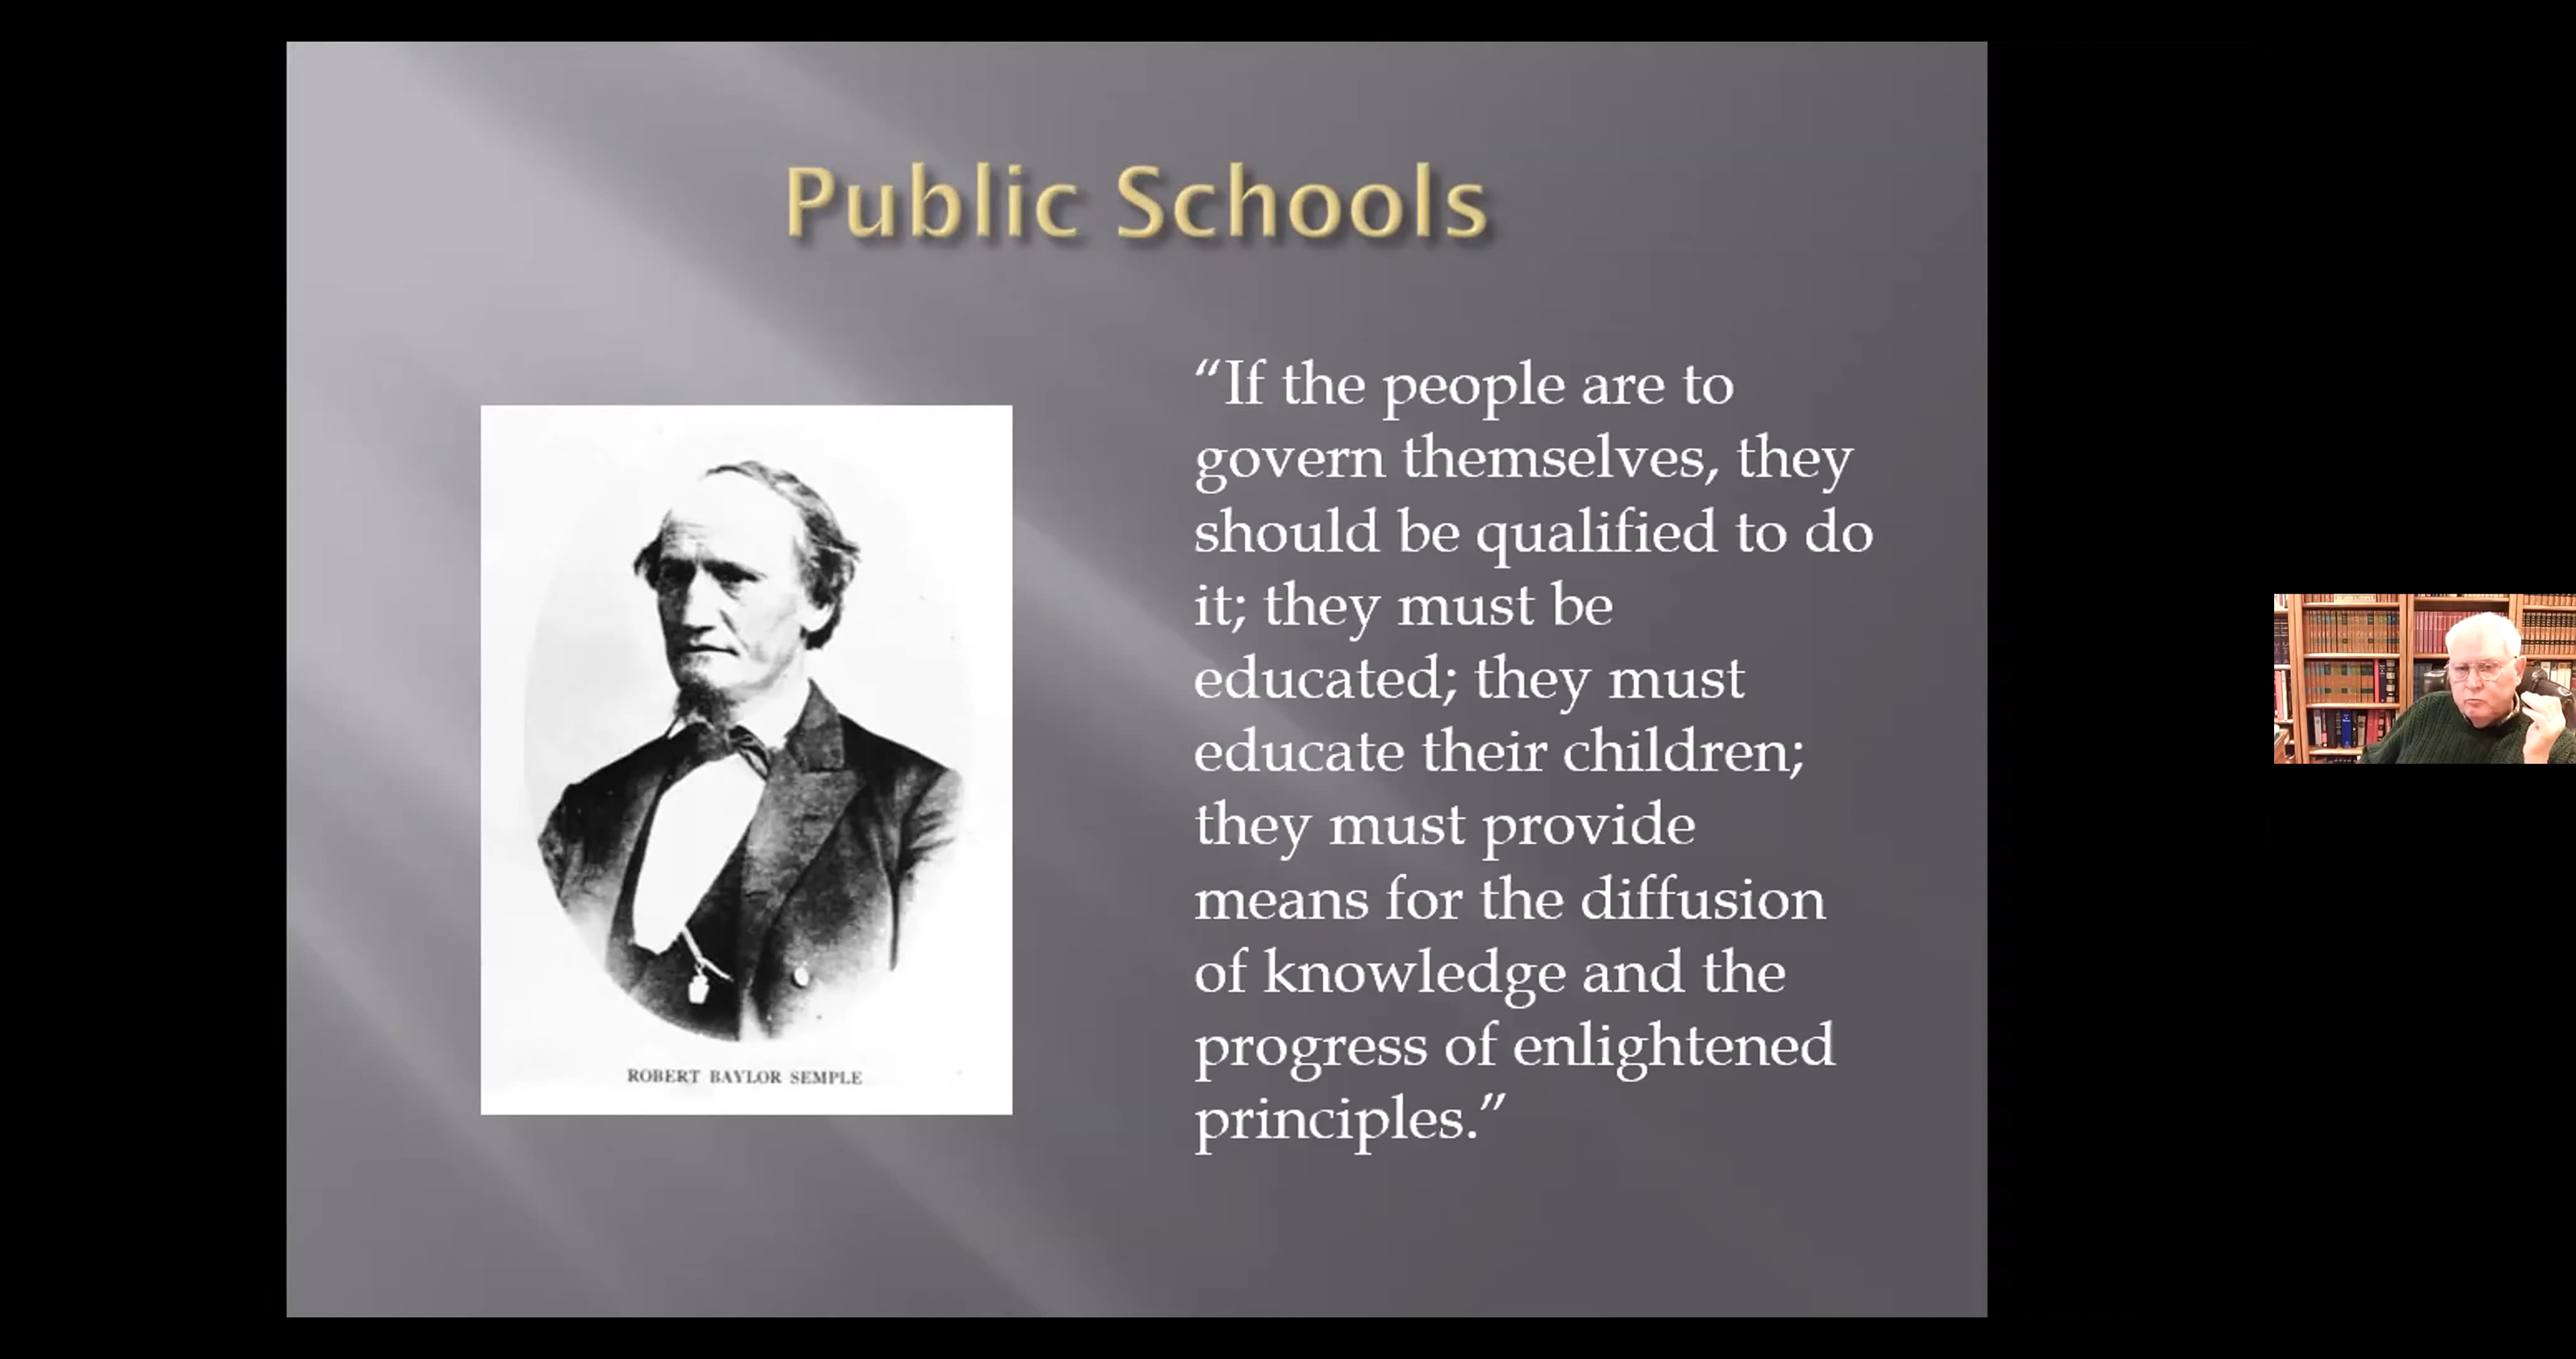 Public Schools
ROBERT BAYLOR SEMPLE
“If the people are to
govern themselves, they
should be qualified to do
it; they must be
educated; they must
educate their children;
they must provide
means for the diffusion
of knowledge and the
progress of enlightened
principles.”